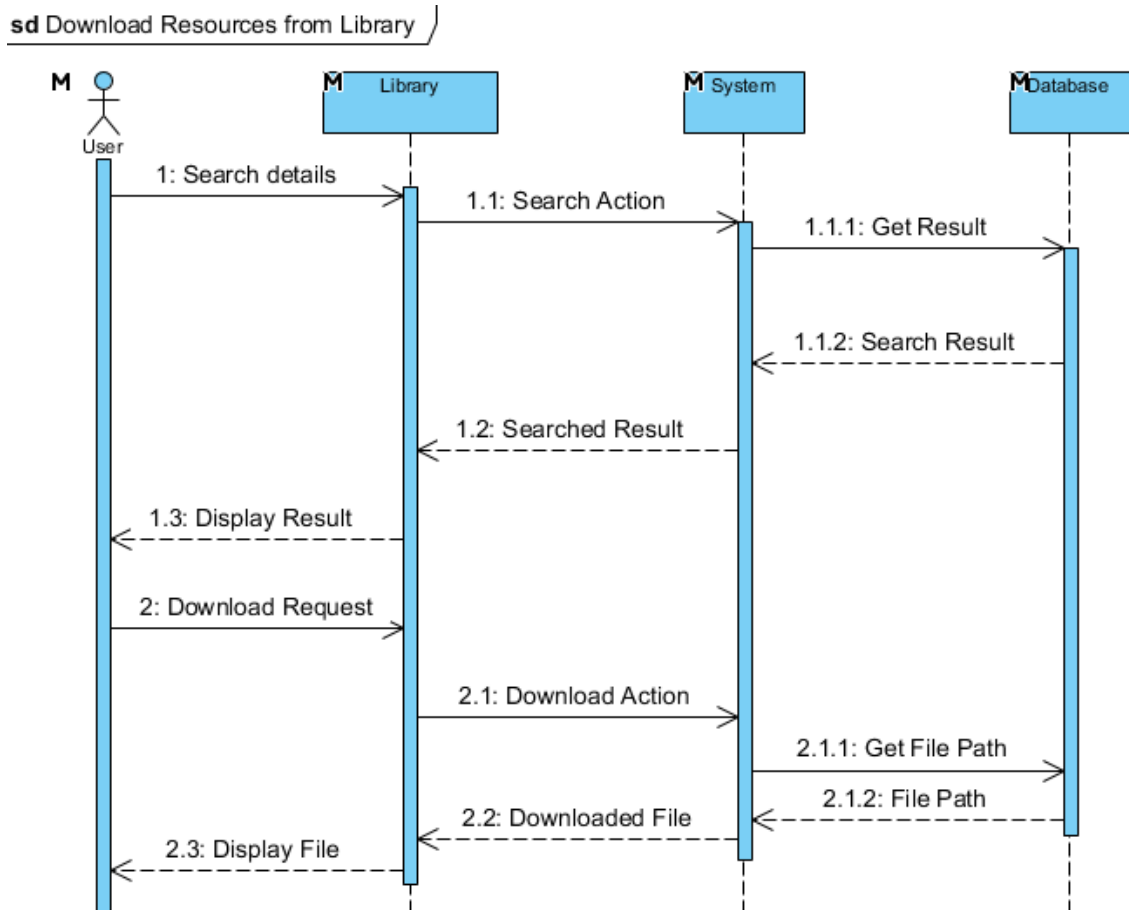 sd Download Resources from Library
M
User
M
Library
M
System
M
Database
1: Search details
1.1: Search Action
1.1.1: Get Result
1.1.2: Search Result
1.2: Searched Result
1.3: Display Result
2: Download Request
2.1: Download Action
2.1.1: Get File Path
2.1.2: File Path
2.2: Downloaded File
2.3: Display File